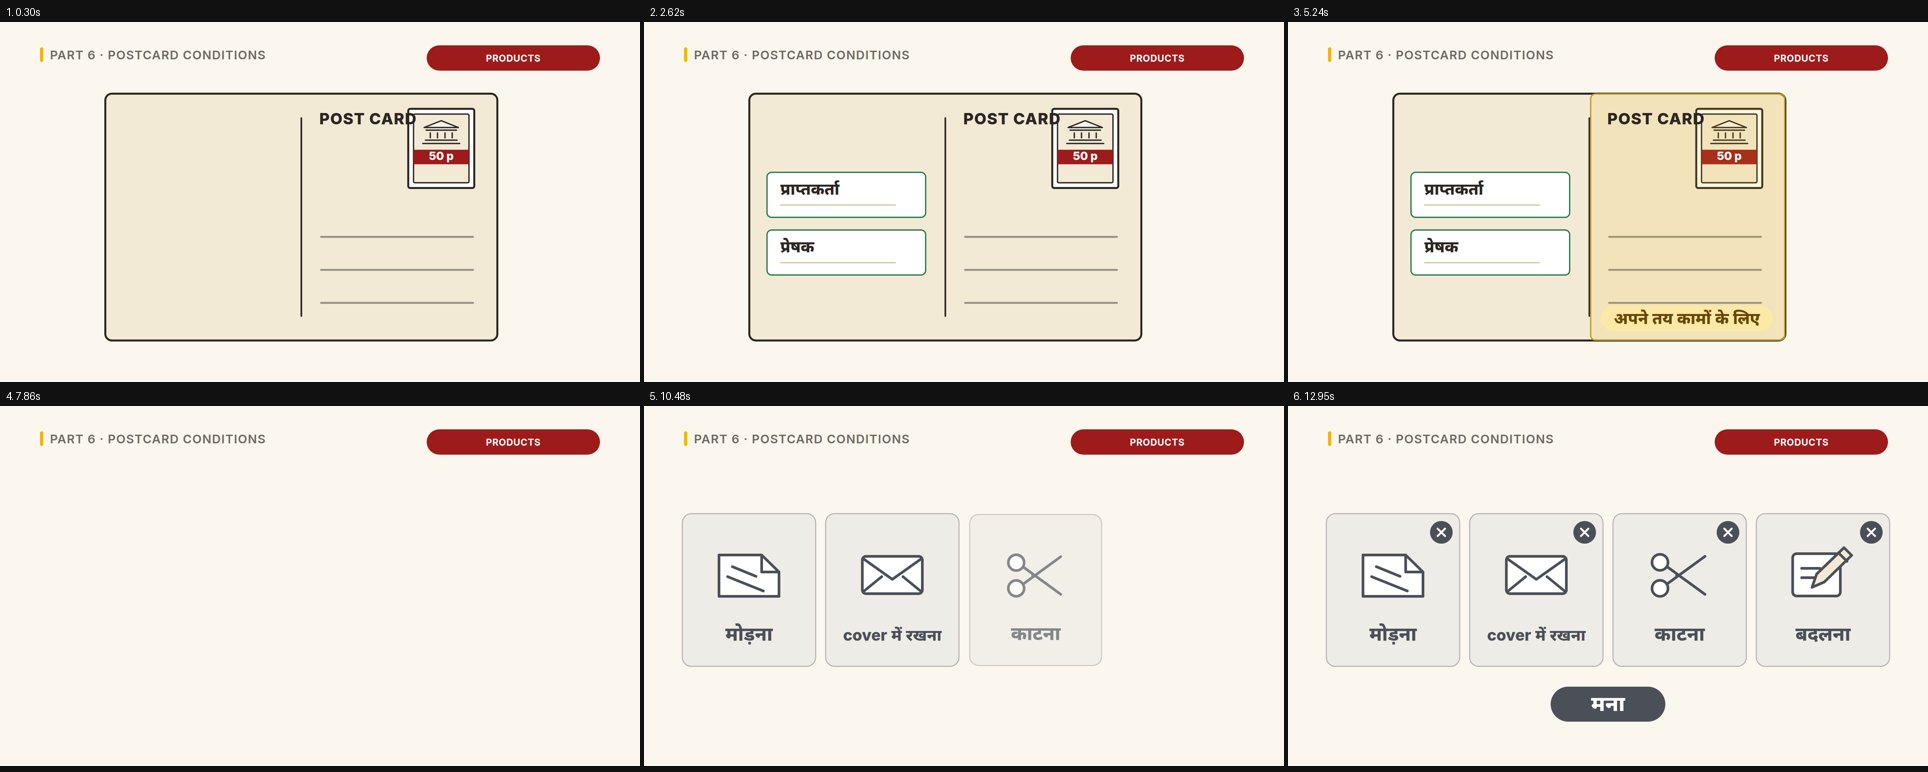 1. 0.30s
PART 6 · POSTCARD CONDITIONS
PRODUCTS
POST CARD
50 p
2. 2.62s
PART 6 · POSTCARD CONDITIONS
PRODUCTS
POST CARD
50 p
प्राप्तकर्ता
प्रेषक
3. 5.24s
PART 6 · POSTCARD CONDITIONS
PRODUCTS
POST CARD
50 p
प्राप्तकर्ता
प्रेषक
अपने तय कामों के लिए
4. 7.86s
PART 6 · POSTCARD CONDITIONS
PRODUCTS
5. 10.48s
PART 6 · POSTCARD CONDITIONS
PRODUCTS
मोड़ना
cover में रखना
काटना
6. 12.95s
PART 6 · POSTCARD CONDITIONS
PRODUCTS
मोड़ना
cover में रखना
काटना
बदलना
मना